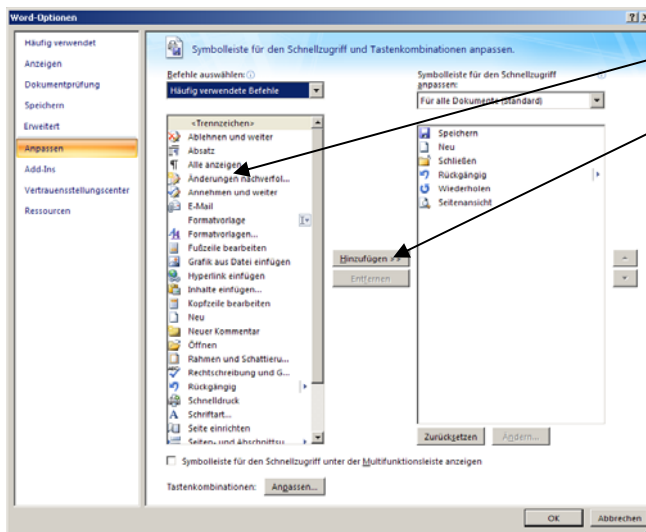 Word-Optionen
Häufig verwendet
Anzeigen
Dokumentprüfung
Speichern
Erweitert
Anpassen
Add-Ins
Vertrauensstellungscenter
Ressourcen
Symbolleiste für den Schnellzugriff und Tastenkombinationen anpassen.
Befehle auswählen:
Häufig verwendete Befehle
<Trennzeichen>
Ablehnen und weiter
Absatz
Alle anzeigen
Änderungen nachverfol...
Annehmen und weiter
E-Mail
Formatvorlage
Formatvorlagen...
Fußzeile bearbeiten
Grafik aus Datei einfügen
Hyperlink einfügen
Inhalte einfügen...
Kopfzeile bearbeiten
Neu
Neuer Kommentar
Öffnen
Rahmen und Schattieru...
Rechtschreibung und G...
Rückgängig
Schnelldruck
Schriftart...
Seite einrichten
Seiten- und Abschnittsu...
Hinzufügen >>
Entfernen
Symbolleiste für den Schnellzugriff
anpassen:
Für alle Dokumente (Standard)
Speichern
Neu
Schließen
Rückgängig
Wiederholen
Seitenansicht
Zurücksetzen
Ändern...
Symbolleiste für den Schnellzugriff unter der Multifunktionsleiste anzeigen
Tastenkombinationen:
Anpassen...
OK
Abbrechen